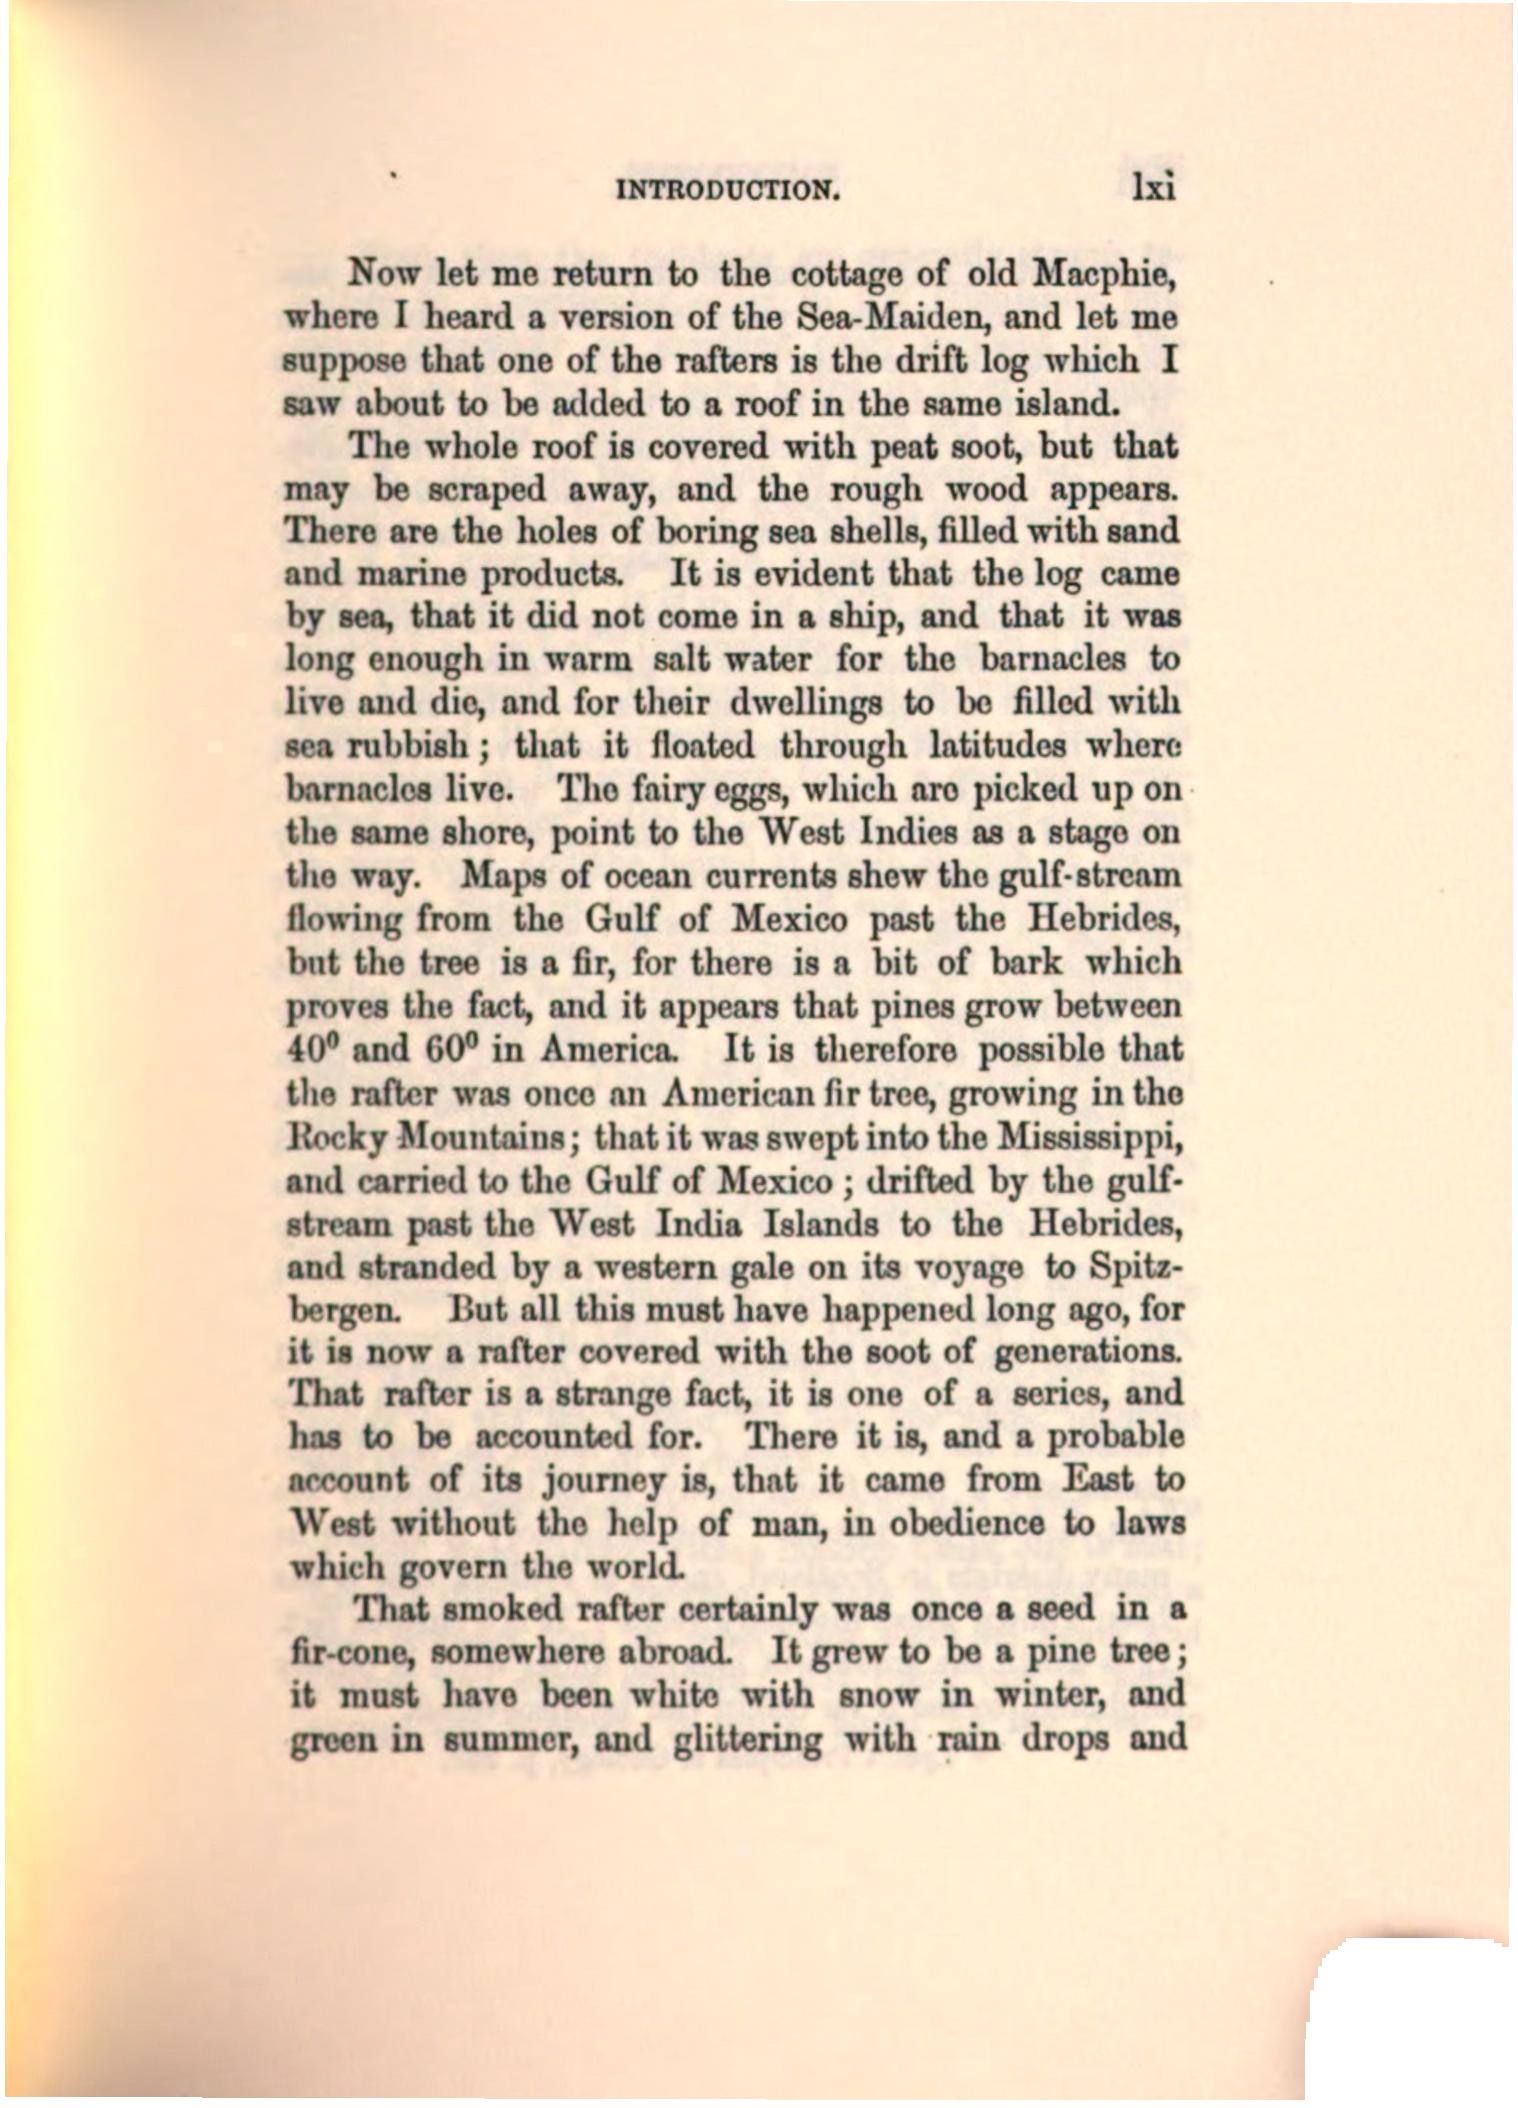 INTRODUCTION. lxi
Now let me return to the cottage of old Macphie,
where I heard a version of the Sea-Maiden, and let me
suppose that one of the rafters is the drift log which I
saw about to be added to a roof in the same island.
The whole roof is covered with peat soot, but that
may be scraped away, and the rough wood appears.
There are the holes of boring sea shells, filled with sand
and marine products. It is evident that the log came
by sea, that it did not come in a ship, and that it was
long enough in warm salt water for the barnacles to
live and die, and for their dwellings to be filled with
sea rubbish ; that it floated through latitudes where
barnacles live. The fairy eggs, which are picked up on
the same shore, point to the West Indies as a stage on
the way. Maps of ocean currents shew the gulf-stream
flowing from the Gulf of Mexico past the Hebrides,
but the tree is a fir, for there is a bit of bark which
proves the fact, and it appears that pines grow between
40⁰ and 60⁰ in America. It is therefore possible that
the rafter was once an American fir tree, growing in the
Rocky Mountains; that it was swept into the Mississippi,
and carried to the Gulf of Mexico ; drifted by the gulf-
stream past the West India Islands to the Hebrides,
and stranded by a western gale on its voyage to Spitz-
bergen. But all this must have happened long ago, for
it is now a rafter covered with the soot of generations.
That rafter is a strange fact, it is one of a series, and
has to be accounted for. There it is, and a probable
account of its journey is, that it came from East to
West without the help of man, in obedience to laws
which govern the world.
That smoked rafter certainly was once a seed in a
fir-cone, somewhere abroad. It grew to be a pine tree ;
it must have been white with snow in winter, and
green in summer, and glittering with rain drops and